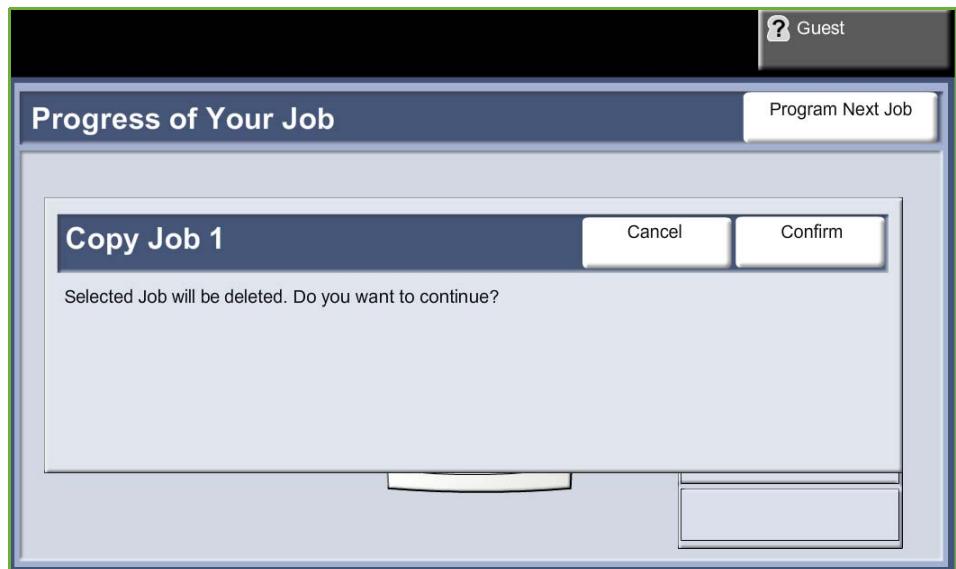 Guest
Progress of Your Job
Program Next Job
Copy Job 1
Cancel
Confirm
Selected Job will be deleted. Do you want to continue?